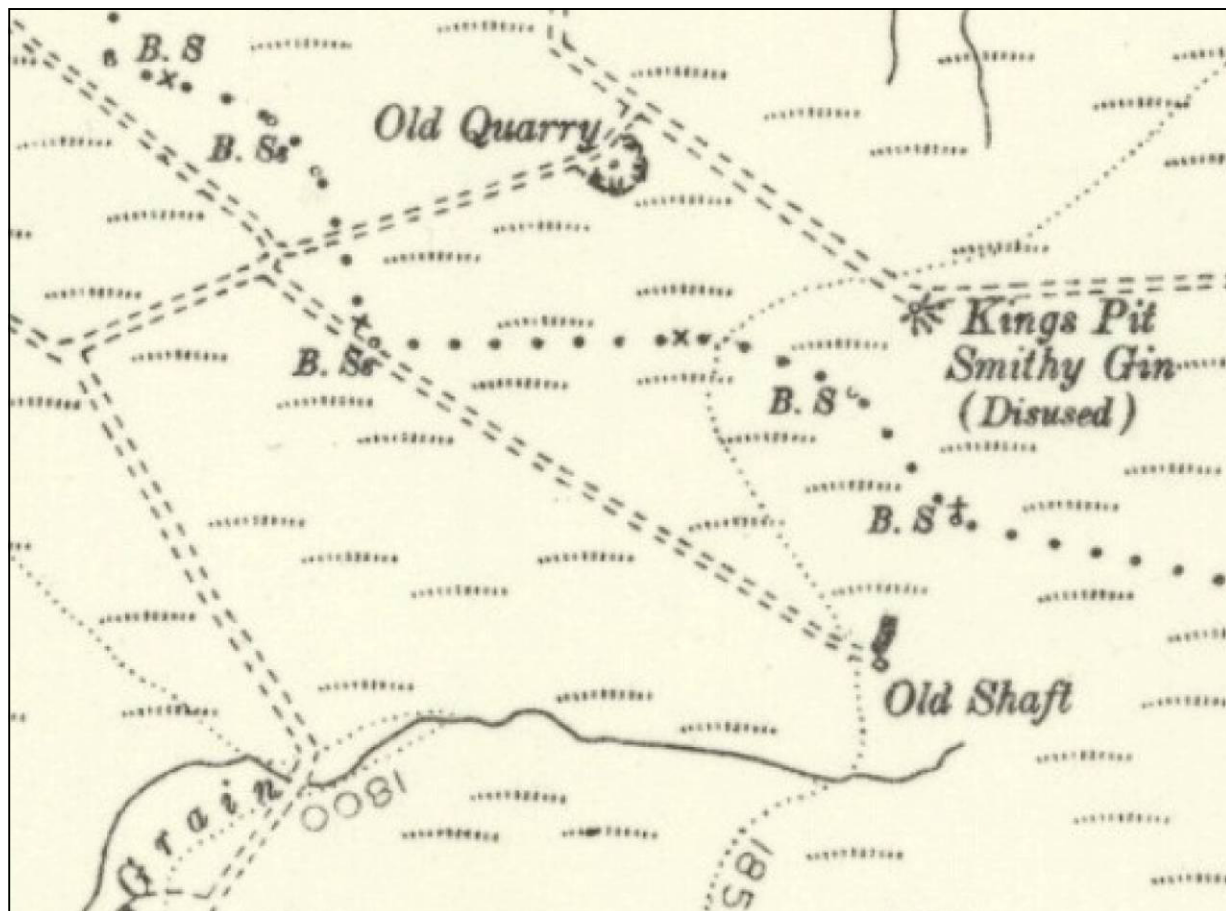 B. S
Old Quarry
B. Ss
Kings Pit
Smithy Gin
(Disused)
B. Ss
B. S
B. S
Old Shaft
Grain
1800
185